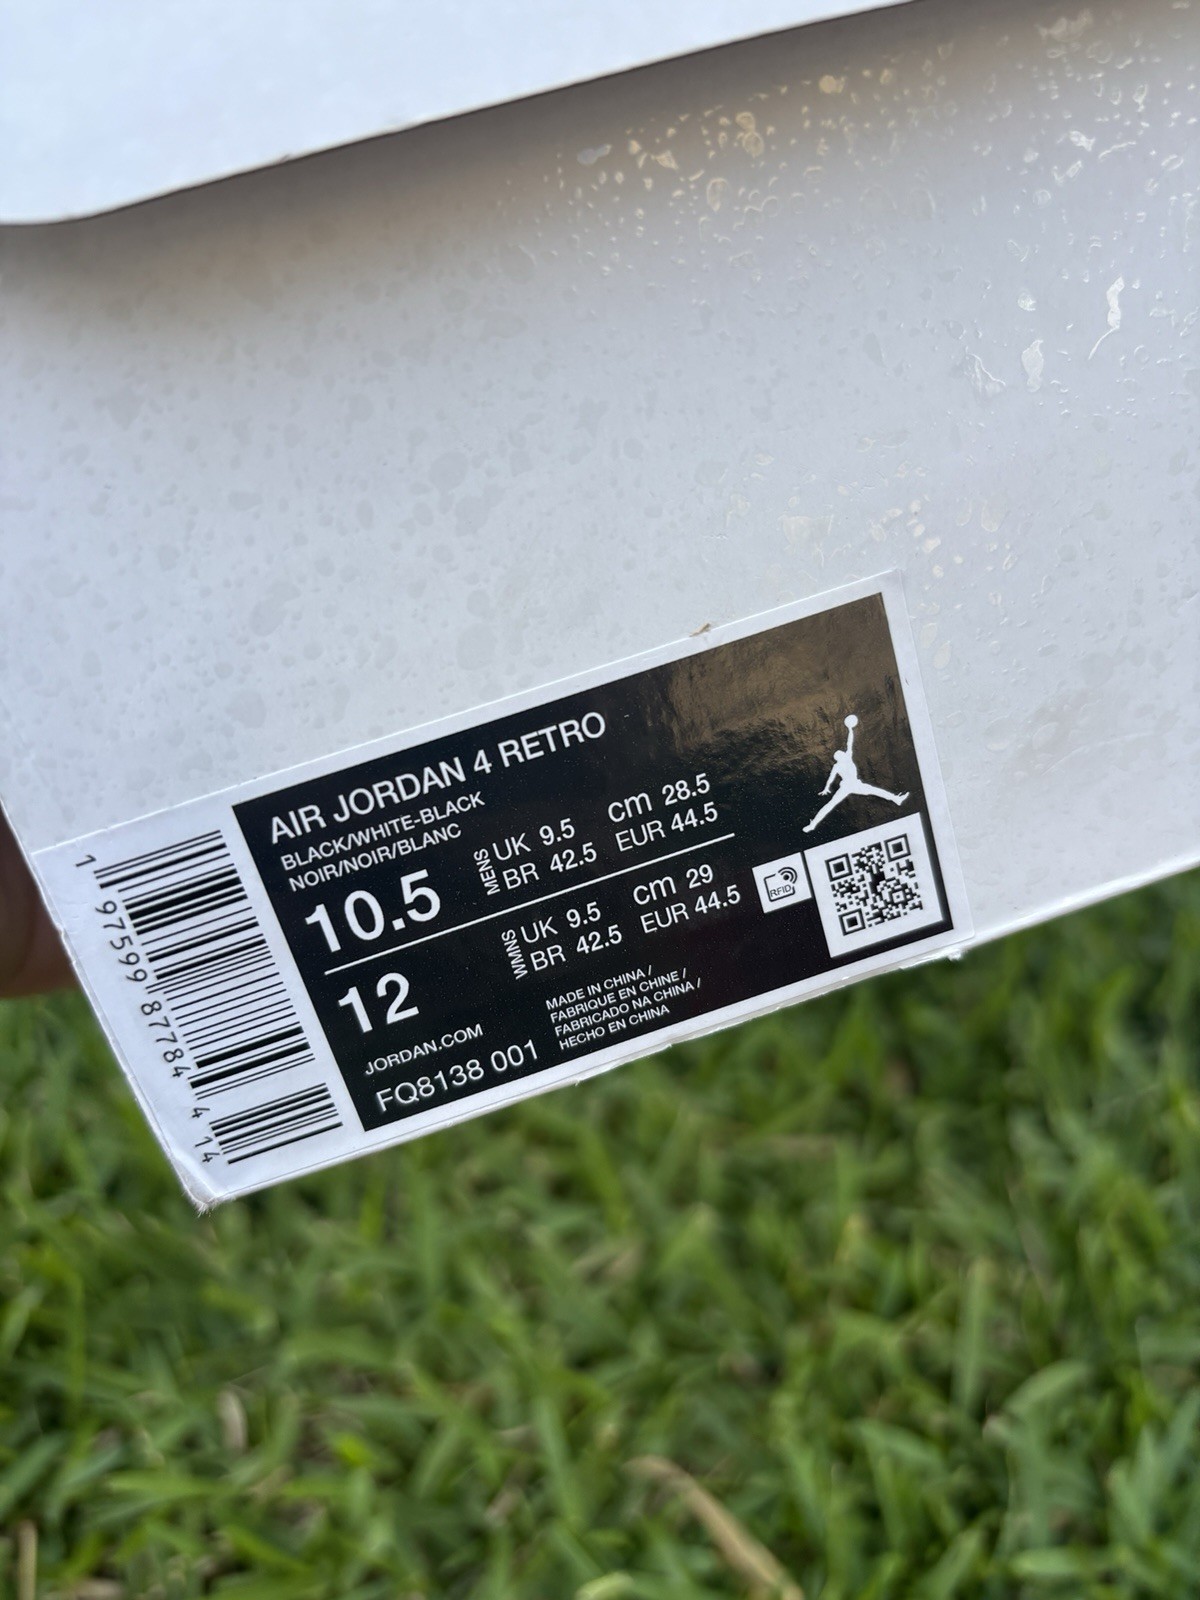 AIR JORDAN 4 RETRO
BLACK/WHITE-BLACK
NOIR/NOIR/BLANC
10.5
MENS
UK 9.5
BR 42.5
cm 28.5
EUR 44.5
12
WMNS
UK 9.5
BR 42.5
cm 29
EUR 44.5
JORDAN.COM
FQ8138 001
MADE IN CHINA /
FABRIQUE EN CHINE /
FABRICADO NA CHINA /
HECHO EN CHINA
RFID
1 97599 87784 4 14